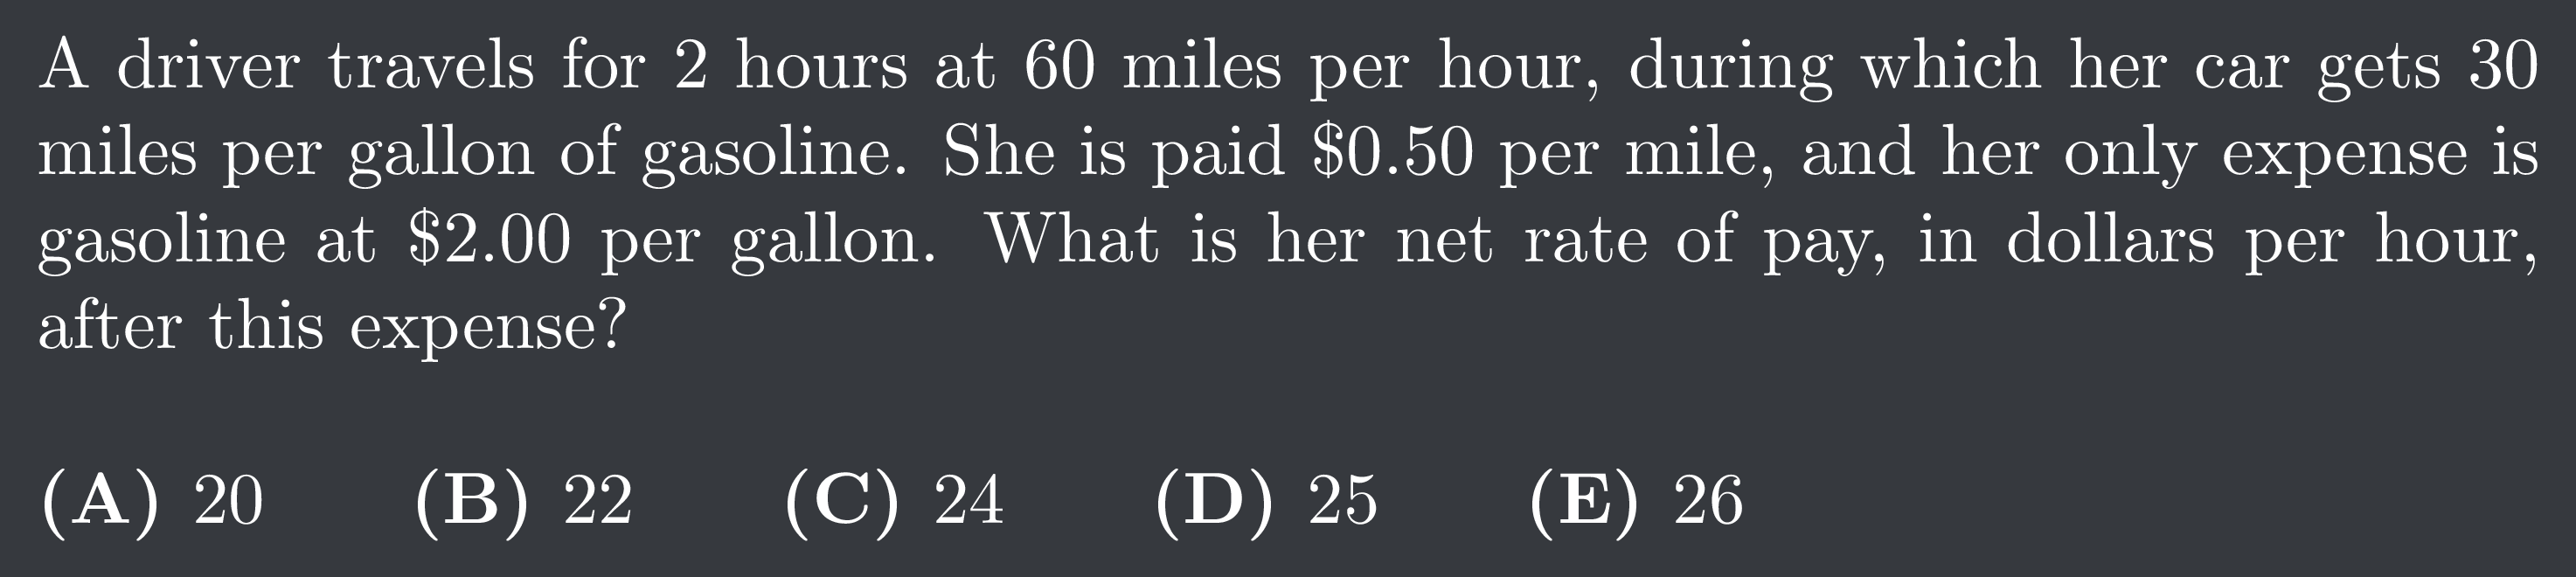 A driver travels for 2 hours at 60 miles per hour, during which her car gets 30
miles per gallon of gasoline. She is paid $0.50 per mile, and her only expense is
gasoline at $2.00 per gallon. What is her net rate of pay, in dollars per hour,
after this expense?
(A) 20 (B) 22 (C) 24 (D) 25 (E) 26